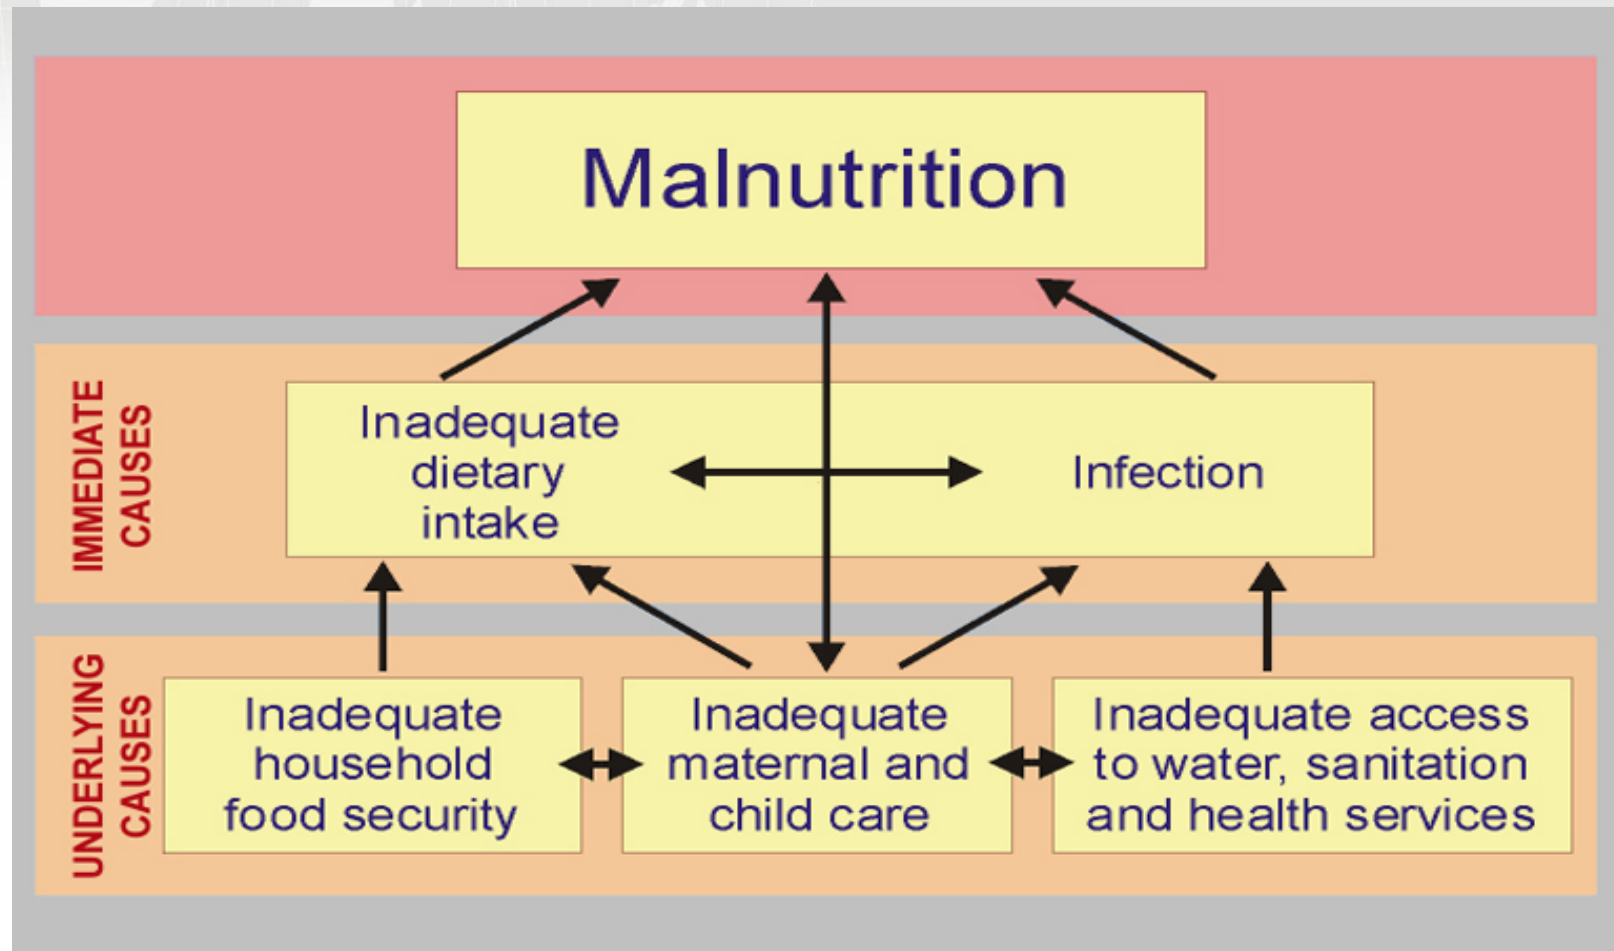 Malnutrition
IMMEDIATE
CAUSES
Inadequate
dietary
intake
Infection
UNDERLYING
CAUSES
Inadequate
household
food security
Inadequate
maternal and
child care
Inadequate access
to water, sanitation
and health services